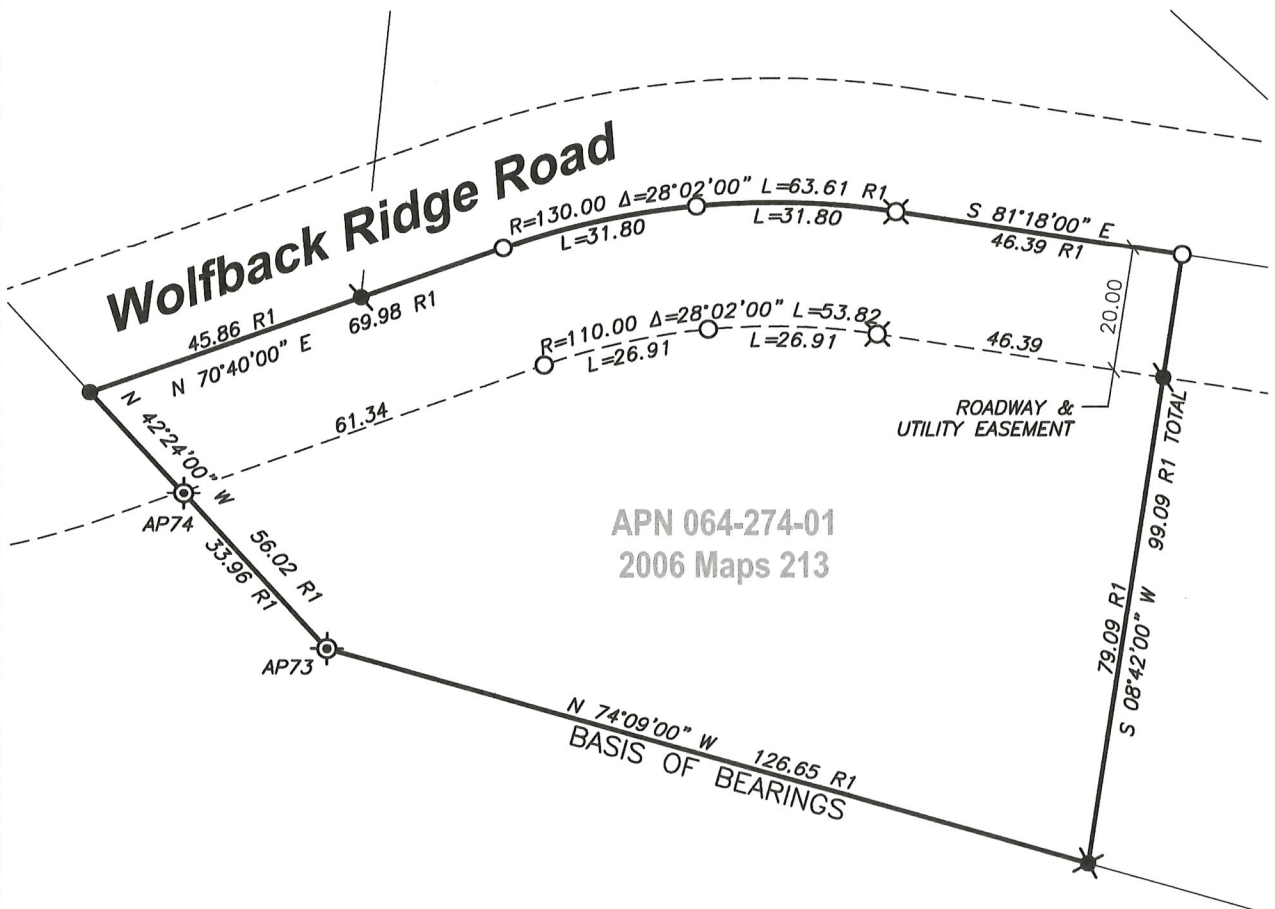 Wolfback Ridge Road
R=130.00 Δ=28°02'00" L=63.61 R1
L=31.80
L=31.80
S 81°18'00" E
46.39 R1
45.86 R1
69.98 R1
N 70°40'00" E
20.00
R=110.00 Δ=28°02'00" L=53.82
L=26.91
L=26.91
46.39
61.34
ROADWAY &
UTILITY EASEMENT
N 42°24'00" W
AP74
56.02 R1
33.96 R1
AP73
APN 064-274-01
2006 Maps 213
99.09 R1 TOTAL
79.09 R1
S 08°42'00" W
N 74°09'00" W
126.65 R1
BASIS OF BEARINGS